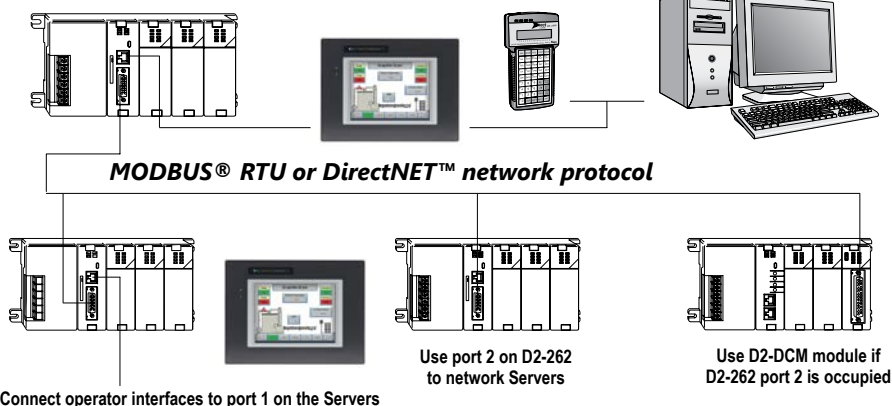 MODBUS® RTU or DirectNET™ network protocol
Use port 2 on D2-262
to network Servers
Use D2-DCM module if
D2-262 port 2 is occupied
Connect operator interfaces to port 1 on the Servers